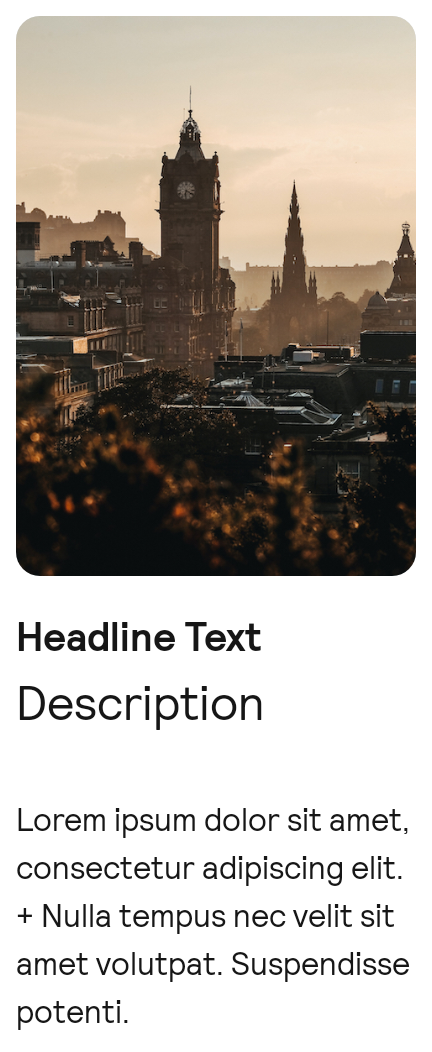 Headline Text
Description
Lorem ipsum dolor sit amet,
consectetur adipiscing elit.
+ Nulla tempus nec velit sit
amet volutpat. Suspendisse
potenti.